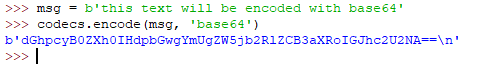 >>> msg = b'this text will be encoded with base64'
>>> codecs.encode(msg, 'base64')
b'dGhpcyB0ZXh0IHdpbGwgYmUgZW5jb2RlZCB3aXRoIGJhc2U2NA==\n'
>>>